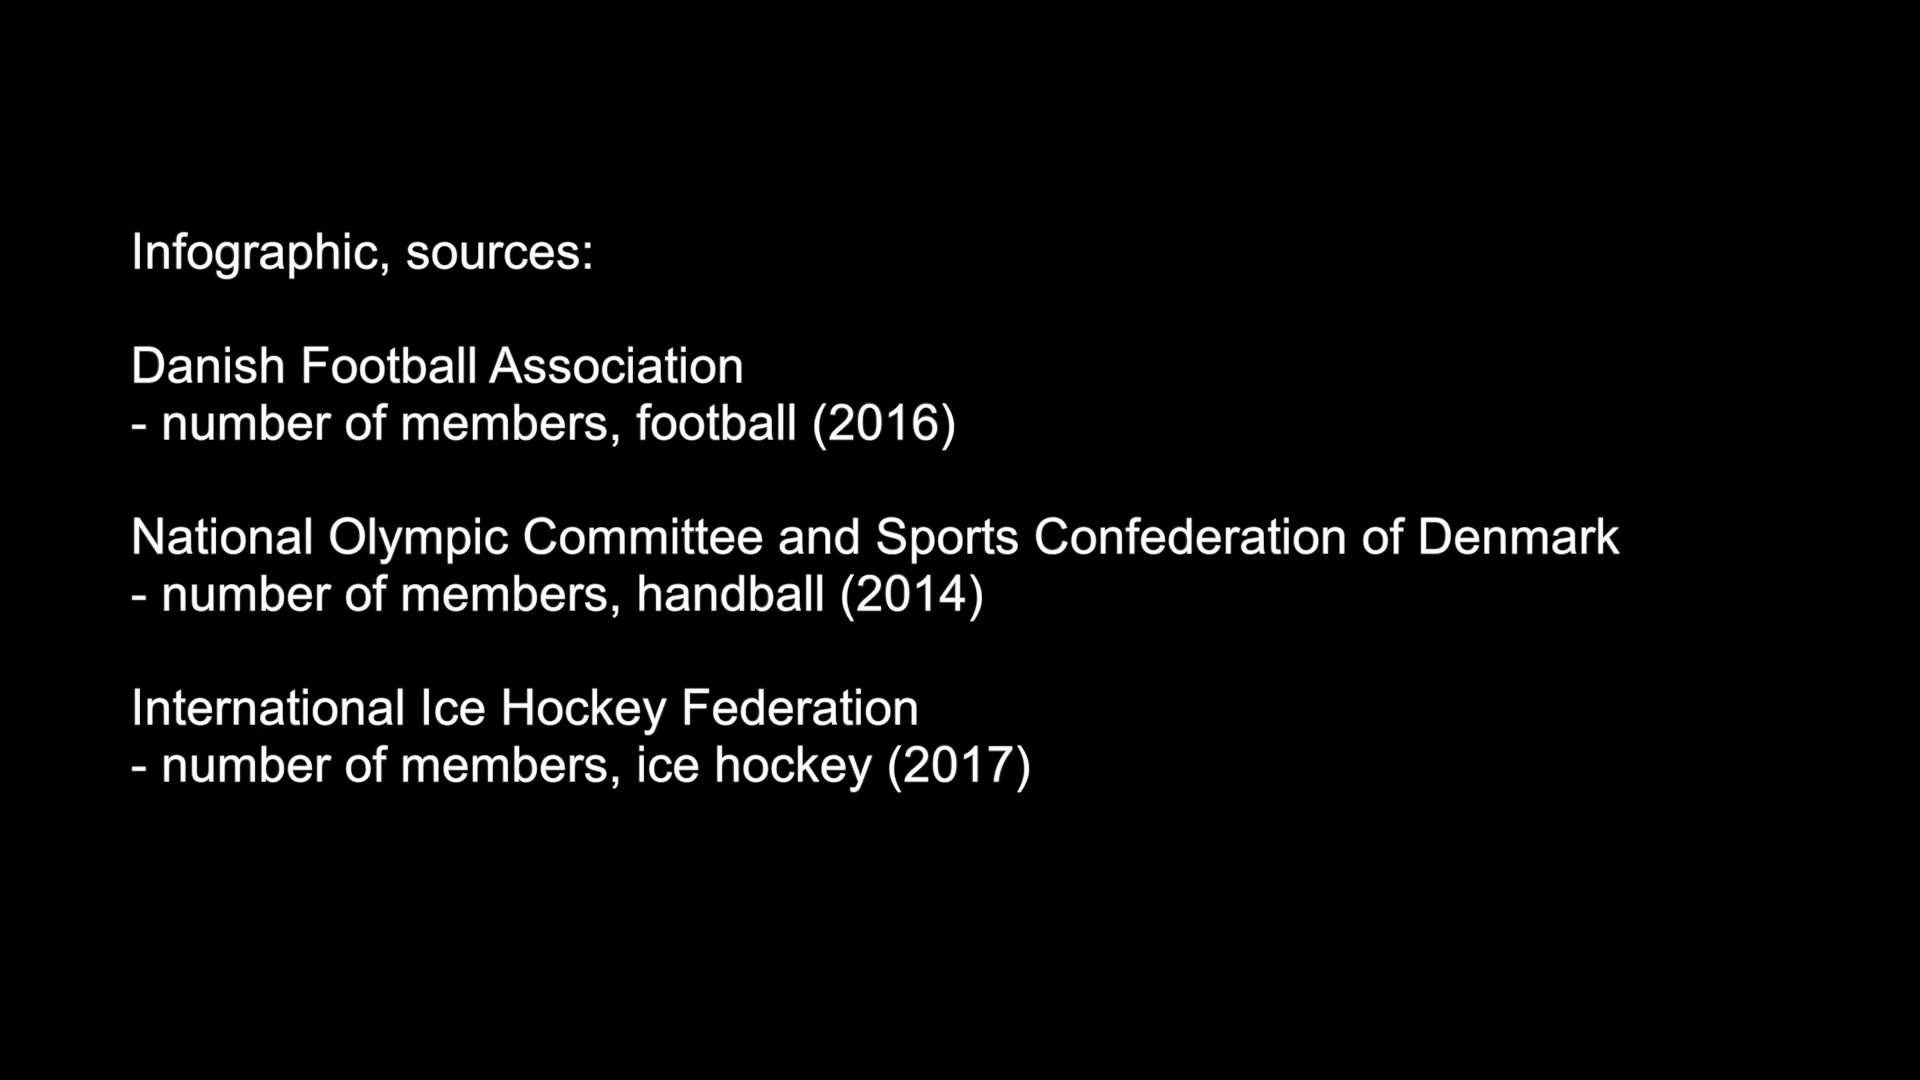 Infographic, sources:
Danish Football Association
- number of members, football (2016)
National Olympic Committee and Sports Confederation of Denmark
- number of members, handball (2014)
International Ice Hockey Federation
- number of members, ice hockey (2017)